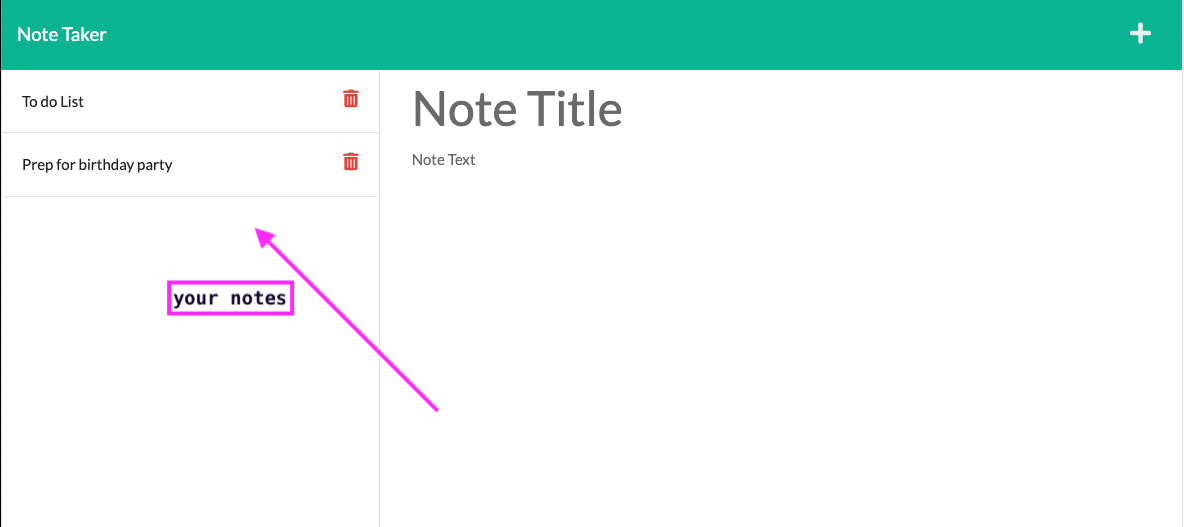 Note Taker
To do List
Prep for birthday party
your notes
Note Title
Note Text